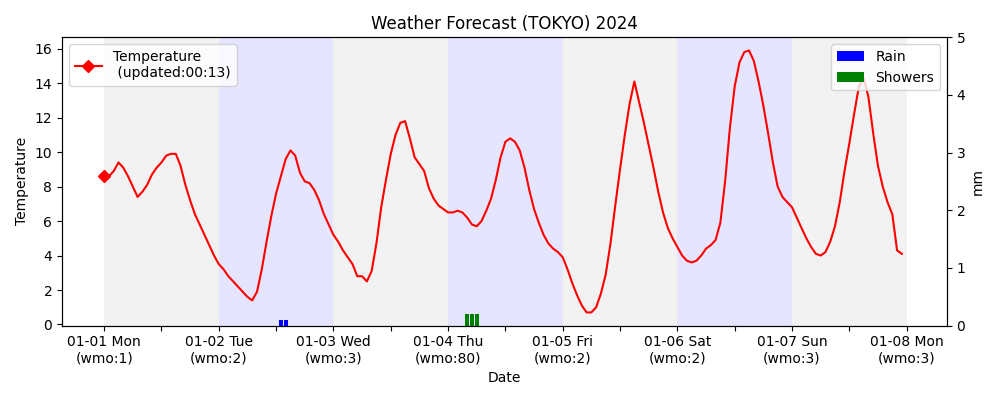 Weather Forecast (TOKYO) 2024
Temperature
(updated:00:13)
Rain
Showers
Temperature
16
14
12
10
8
6
4
2
0
5
4
3
2
1
0
mm
01-01 Mon
(wmo:1)
01-02 Tue
(wmo:2)
01-03 Wed
(wmo:3)
01-04 Thu
(wmo:80)
01-05 Fri
(wmo:2)
01-06 Sat
(wmo:2)
01-07 Sun
(wmo:3)
01-08 Mon
(wmo:3)
Date